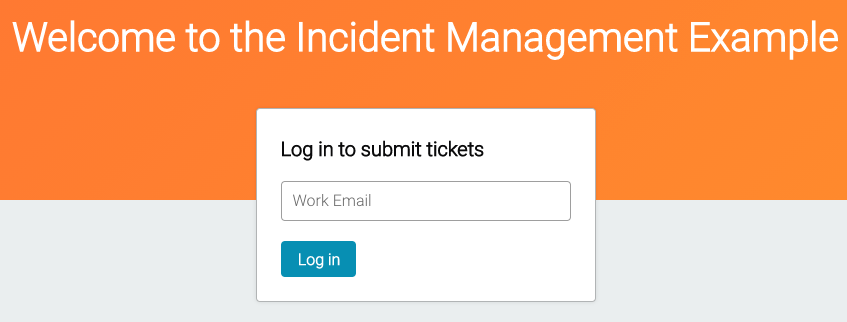 Welcome to the Incident Management Example
Log in to submit tickets
Work Email
Log in